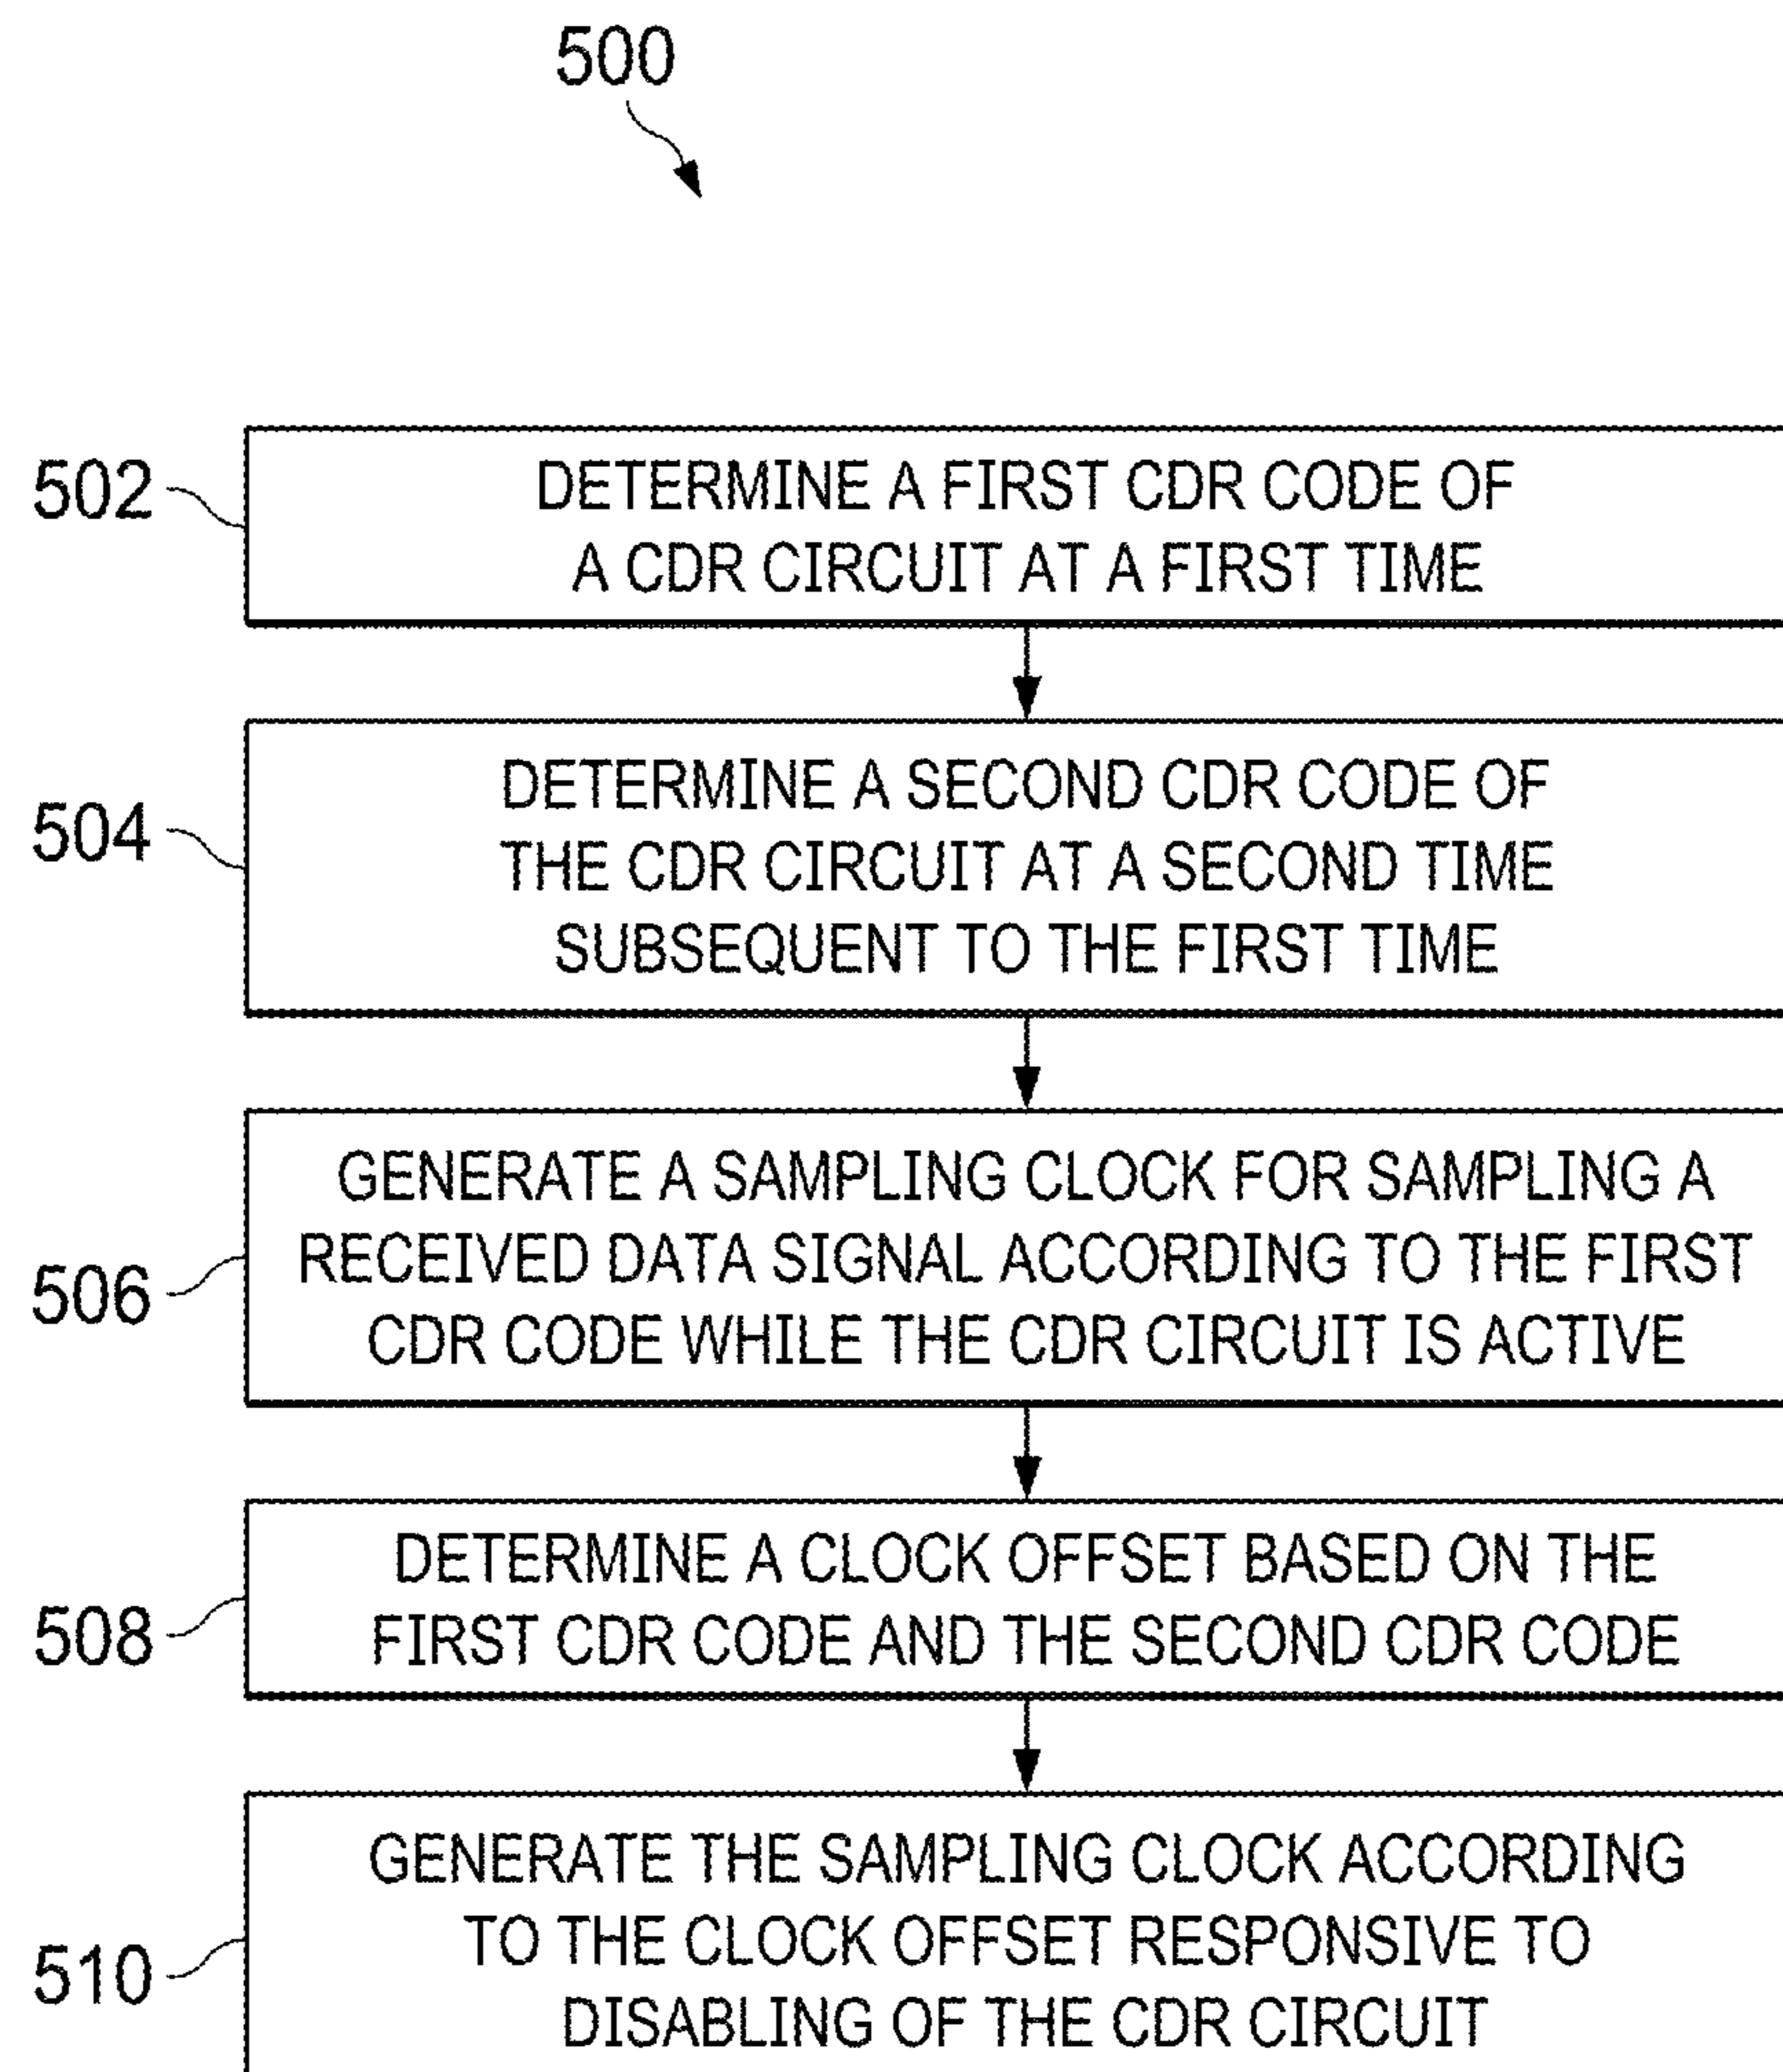 500
502
DETERMINE A FIRST CDR CODE OF
A CDR CIRCUIT AT A FIRST TIME
504
DETERMINE A SECOND CDR CODE OF
THE CDR CIRCUIT AT A SECOND TIME
SUBSEQUENT TO THE FIRST TIME
506
GENERATE A SAMPLING CLOCK FOR SAMPLING A
RECEIVED DATA SIGNAL ACCORDING TO THE FIRST
CDR CODE WHILE THE CDR CIRCUIT IS ACTIVE
508
DETERMINE A CLOCK OFFSET BASED ON THE
FIRST CDR CODE AND THE SECOND CDR CODE
510
GENERATE THE SAMPLING CLOCK ACCORDING
TO THE CLOCK OFFSET RESPONSIVE TO
DISABLING OF THE CDR CIRCUIT